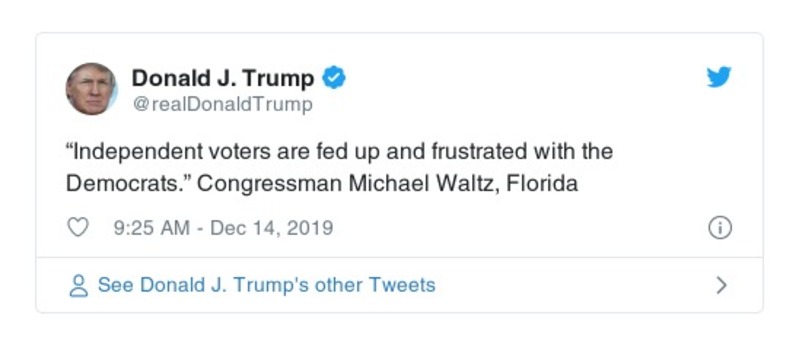 Donald J. Trump
@realDonaldTrump
“Independent voters are fed up and frustrated with the
Democrats.” Congressman Michael Waltz, Florida
9:25 AM - Dec 14, 2019
See Donald J. Trump's other Tweets